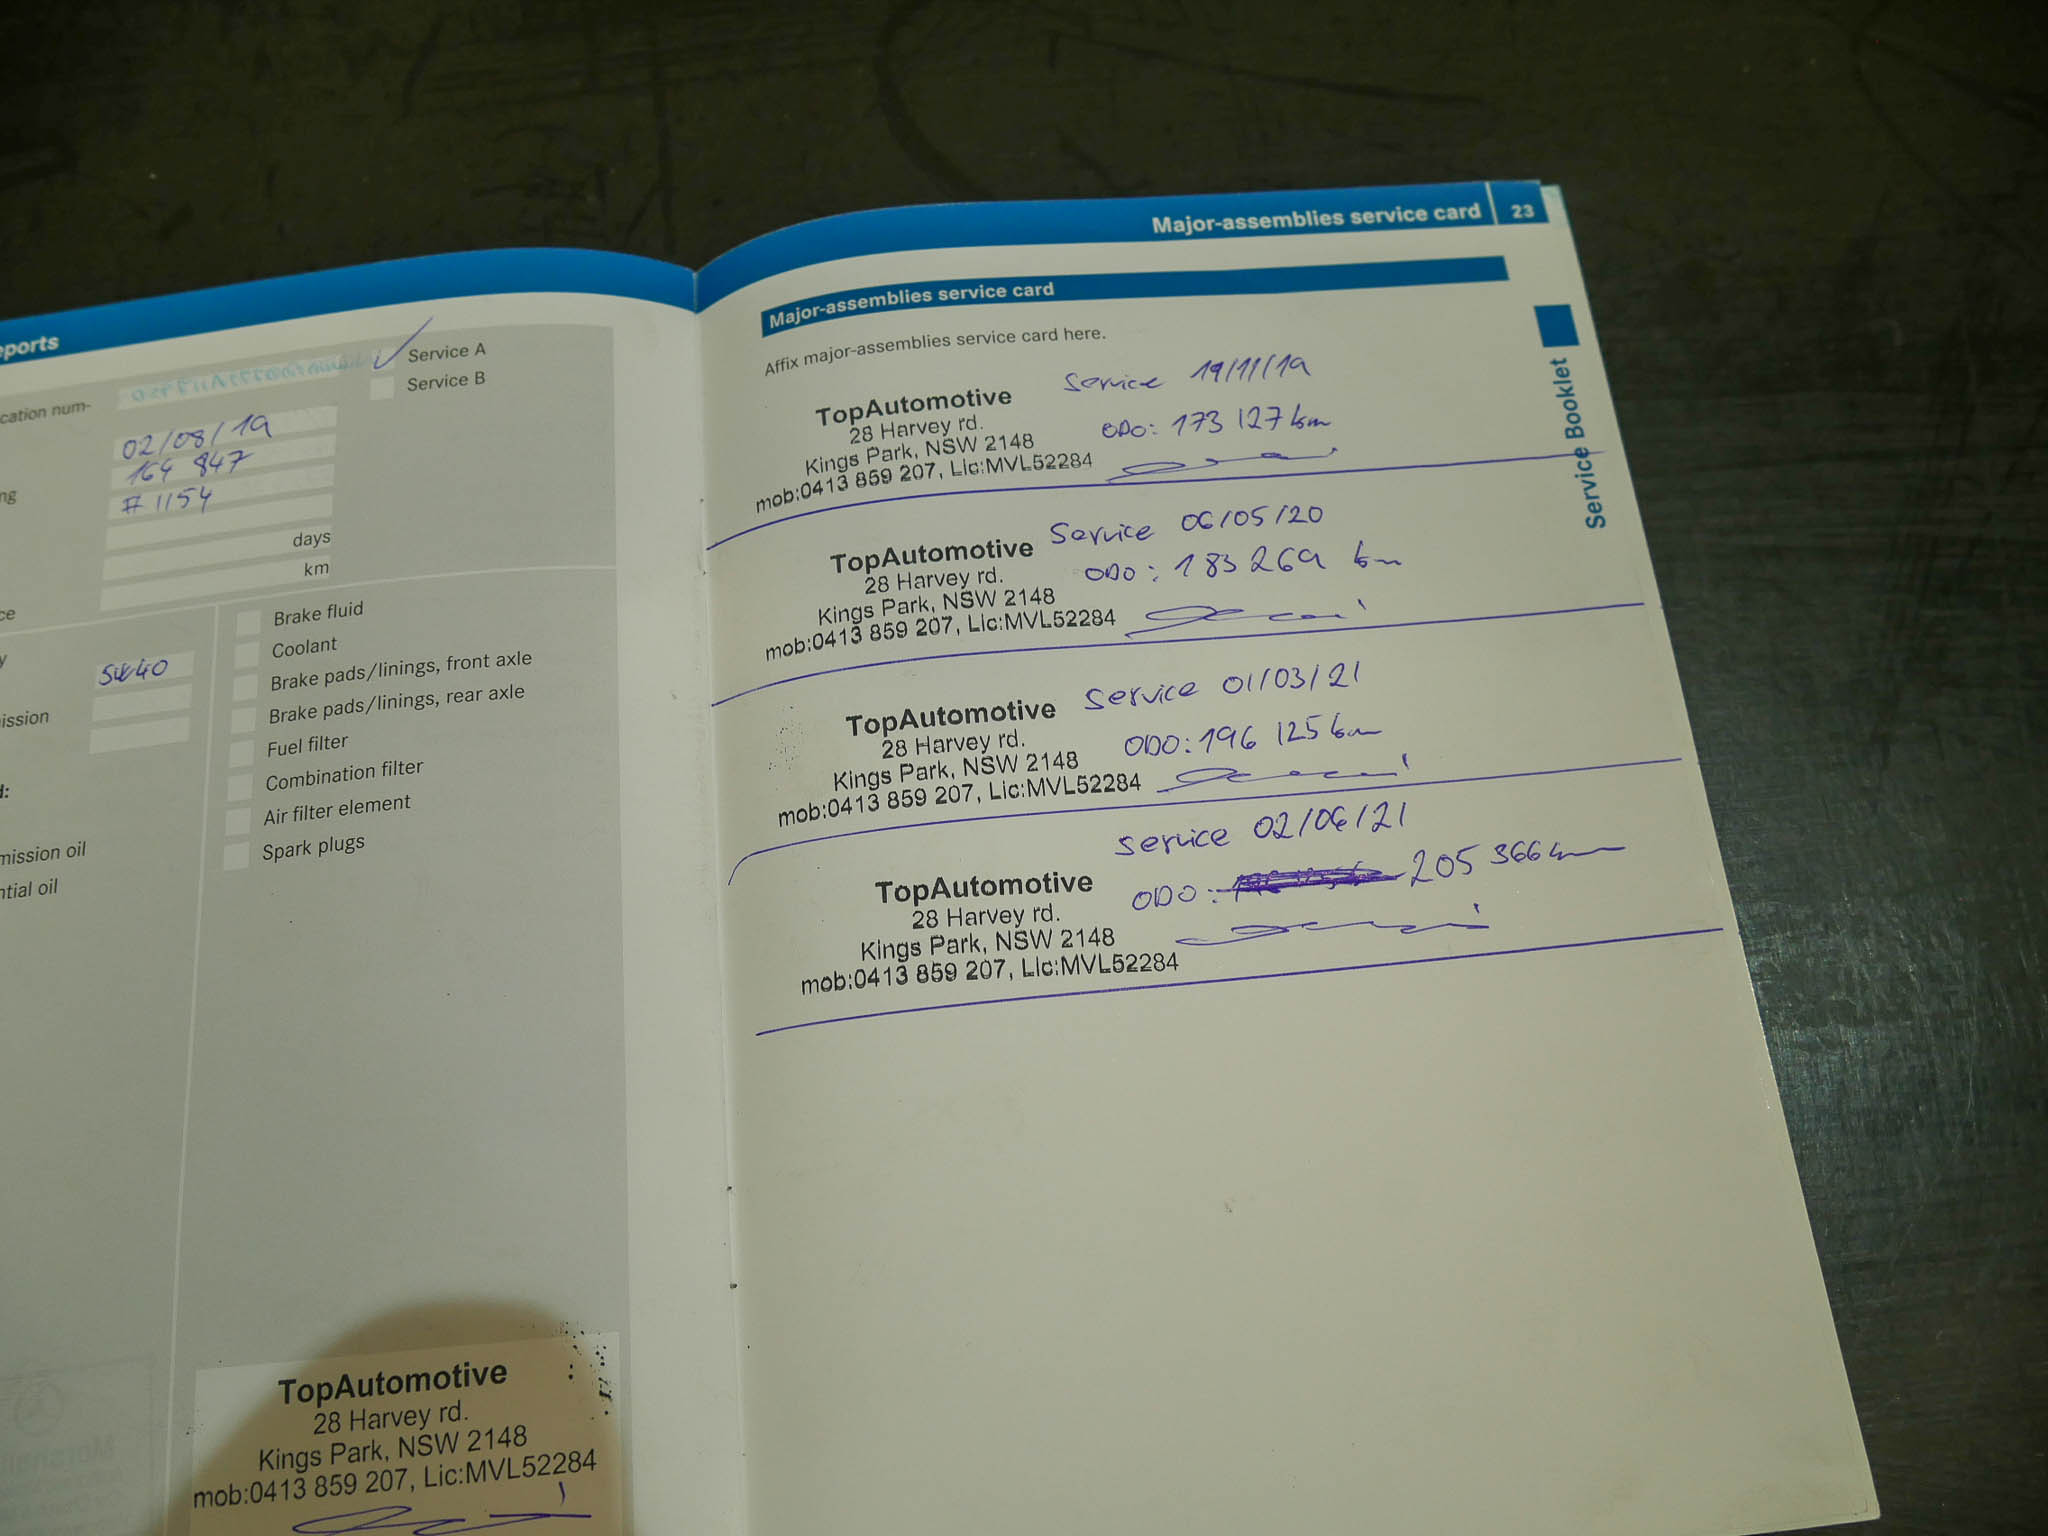 eports
cation num-
Service A
Service B
02/08/19
164 847
ng
# 1154
days
km
ce
y
5W40
ission
d:
mission oil
ntial oil
Brake fluid
Coolant
Brake pads/linings, front axle
Brake pads/linings, rear axle
Fuel filter
Combination filter
Air filter element
Spark plugs
TopAutomotive
28 Harvey rd.
Kings Park, NSW 2148
mob:0413 859 207, Lic:MVL52284
Major-assemblies service card 23
Major-assemblies service card
Affix major-assemblies service card here.
TopAutomotive
28 Harvey rd.
Kings Park, NSW 2148
mob:0413 859 207, Lic:MVL52284
Service 19/11/19
ODO: 173 127 km
TopAutomotive
28 Harvey rd.
Kings Park, NSW 2148
mob:0413 859 207, Lic:MVL52284
Service 06/05/20
ODO: 183 269 km
TopAutomotive
28 Harvey rd.
Kings Park, NSW 2148
mob:0413 859 207, Lic:MVL52284
Service 01/03/21
ODO: 196 125 km
TopAutomotive
28 Harvey rd.
Kings Park, NSW 2148
mob:0413 859 207, Lic:MVL52284
Service 02/06/21
ODO: 205 366 km
Service Booklet